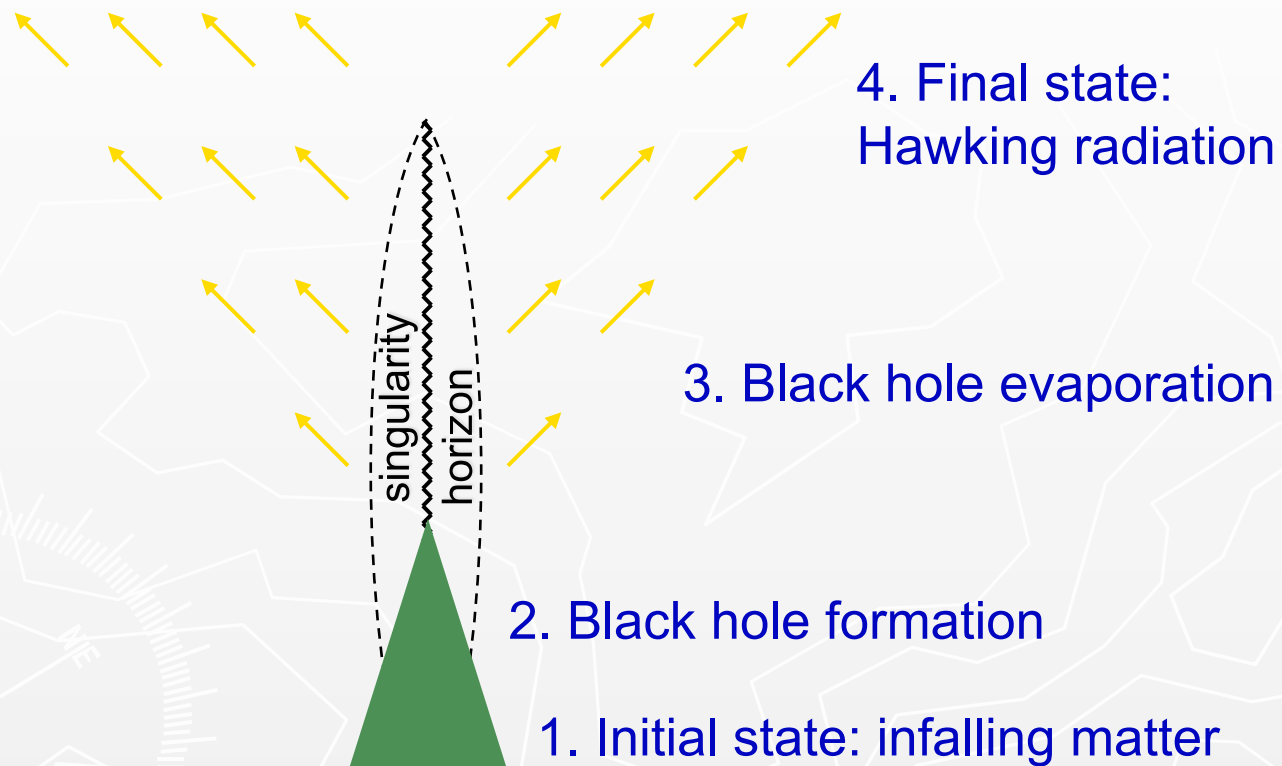 4. Final state:
Hawking radiation
singularity
horizon
3. Black hole evaporation
2. Black hole formation
1. Initial state: infalling matter
NE